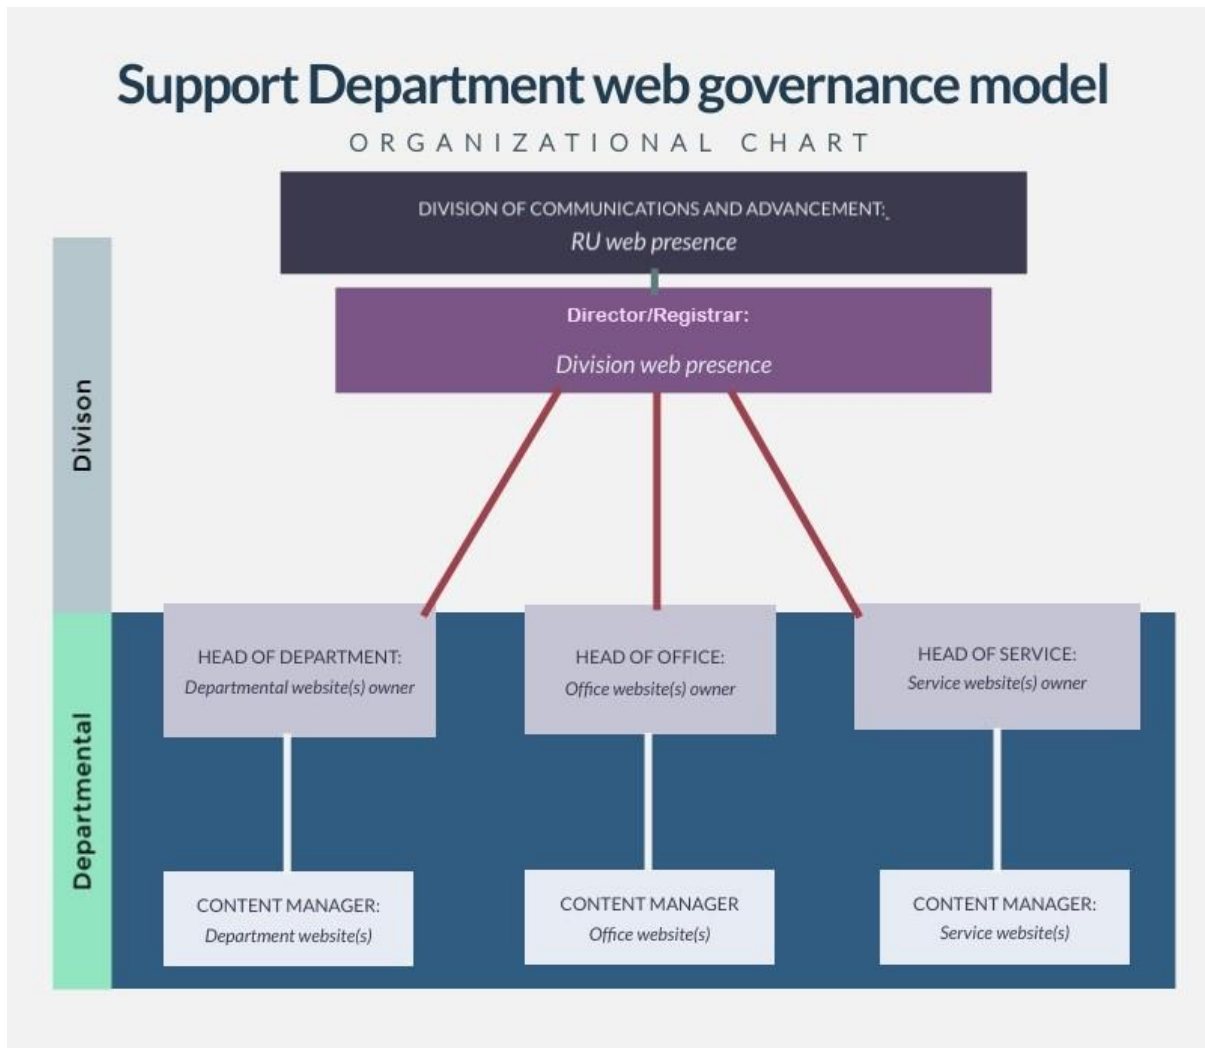 Support Department web governance model
ORGANIZATIONAL CHART
DIVISION OF COMMUNICATIONS AND ADVANCEMENT:
RU web presence
Director/Registrar:
Division web presence
Divison
HEAD OF DEPARTMENT:
Departmental website(s) owner
HEAD OF OFFICE:
Office website(s) owner
HEAD OF SERVICE:
Service website(s) owner
Departmental
CONTENT MANAGER:
Department website(s)
CONTENT MANAGER
Office website(s)
CONTENT MANAGER:
Service website(s)